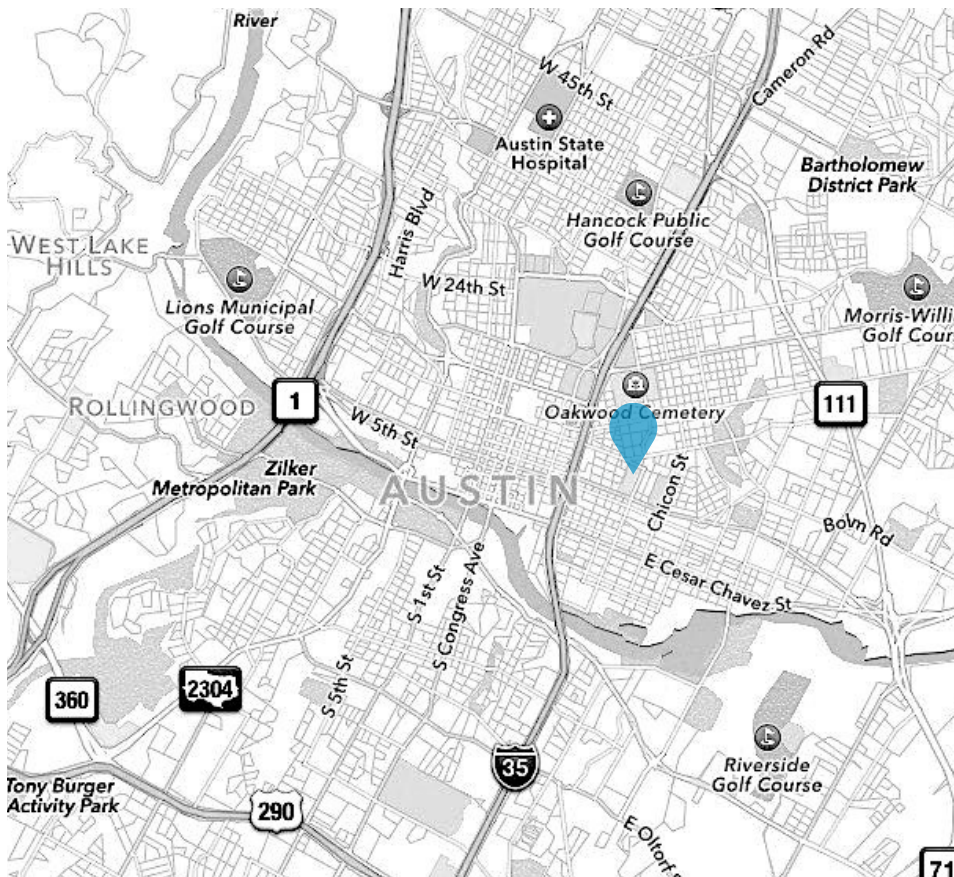 River
W 45th St
Cameron Rd
Austin State
Hospital
Bartholomew
District Park
Hancock Public
Golf Course
Harris Blvd
WEST LAKE
HILLS
W 24th St
Lions Municipal
Golf Course
Morris-Willi
Golf Cour
1
ROLLINGWOOD
111
Oakwood Cemetery
W 5th St
Zilker
Metropolitan Park
AUSTIN
Chicon St
Bolm Rd
E Cesar Chavez St
S 1st St
S Congress Ave
S 5th St
360
2304
35
Riverside
Golf Course
Tony Burger
Activity Park
290
E Oltorf S
71